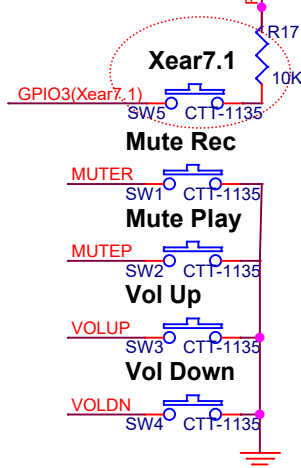 R17
Xear7.1
10K
GPIO3(Xear7.1)
SW5 CTT-1135
Mute Rec
MUTER
SW1 CTT-1135
Mute Play
MUTEP
SW2 CTT-1135
Vol Up
VOLUP
SW3 CTT-1135
Vol Down
VOLDN
SW4 CTT-1135